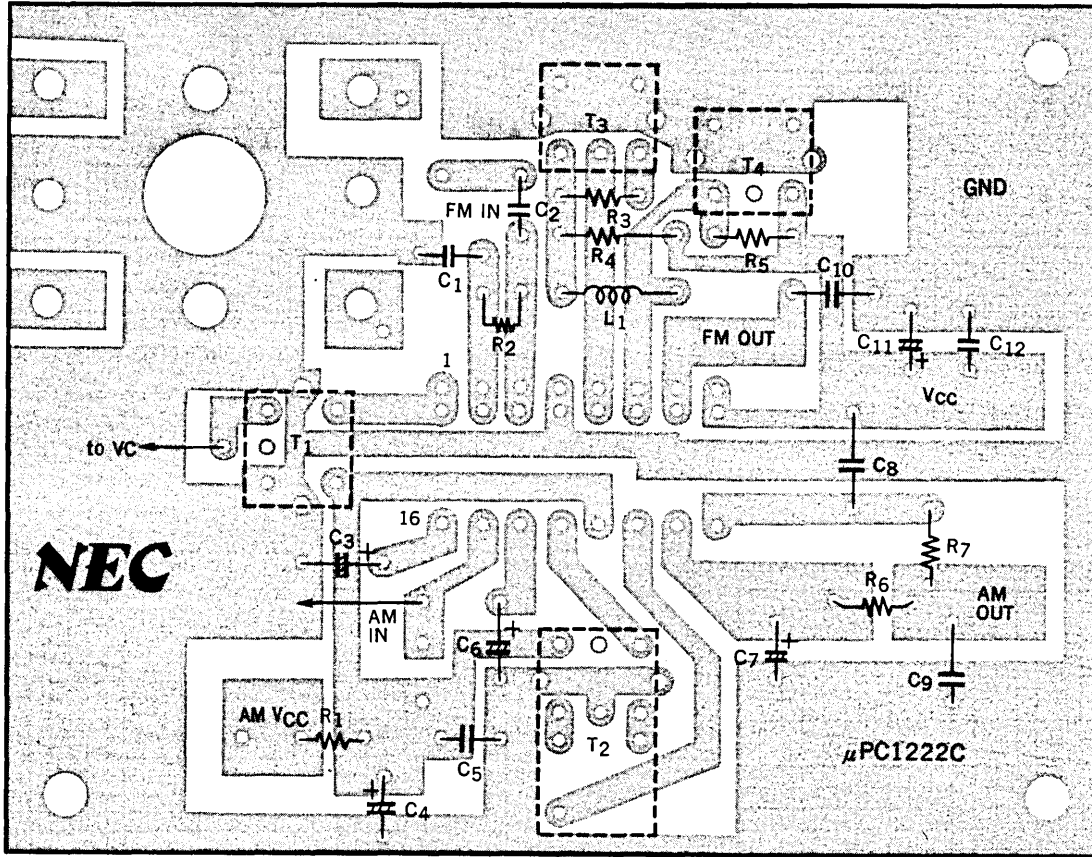 T3
T4
GND
FM IN
C2
R3
C1
R4
R5
C10
L1
R2
FM OUT
C11
+
C12
1
VCC
to VC
T1
C8
16
C3
+
R7
NEC
R6
AM
IN
AM
OUT
+
C6
C7
+
C9
AM VCC
R1
T2
C5
μPC1222C
+
C4